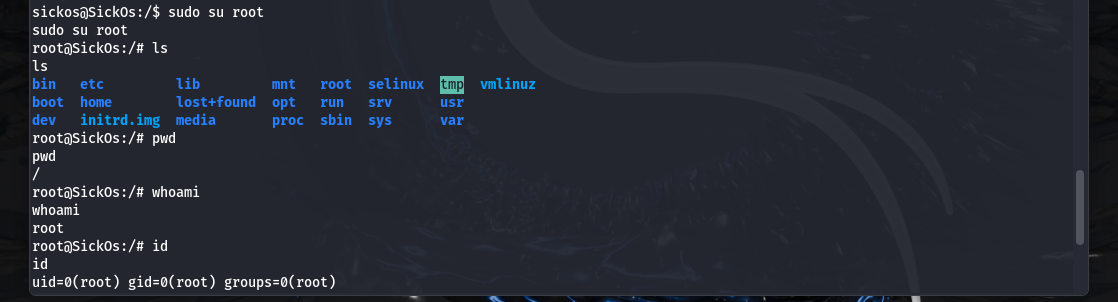 sickos@SickOs:/$ sudo su root
sudo su root
root@SickOs:/# ls
ls
bin etc lib mnt root selinux tmp vmlinuz
boot home lost+found opt run srv usr
dev initrd.img media proc sbin sys var
root@SickOs:/# pwd
pwd
/
root@SickOs:/# whoami
whoami
root
root@SickOs:/# id
id
uid=0(root) gid=0(root) groups=0(root)